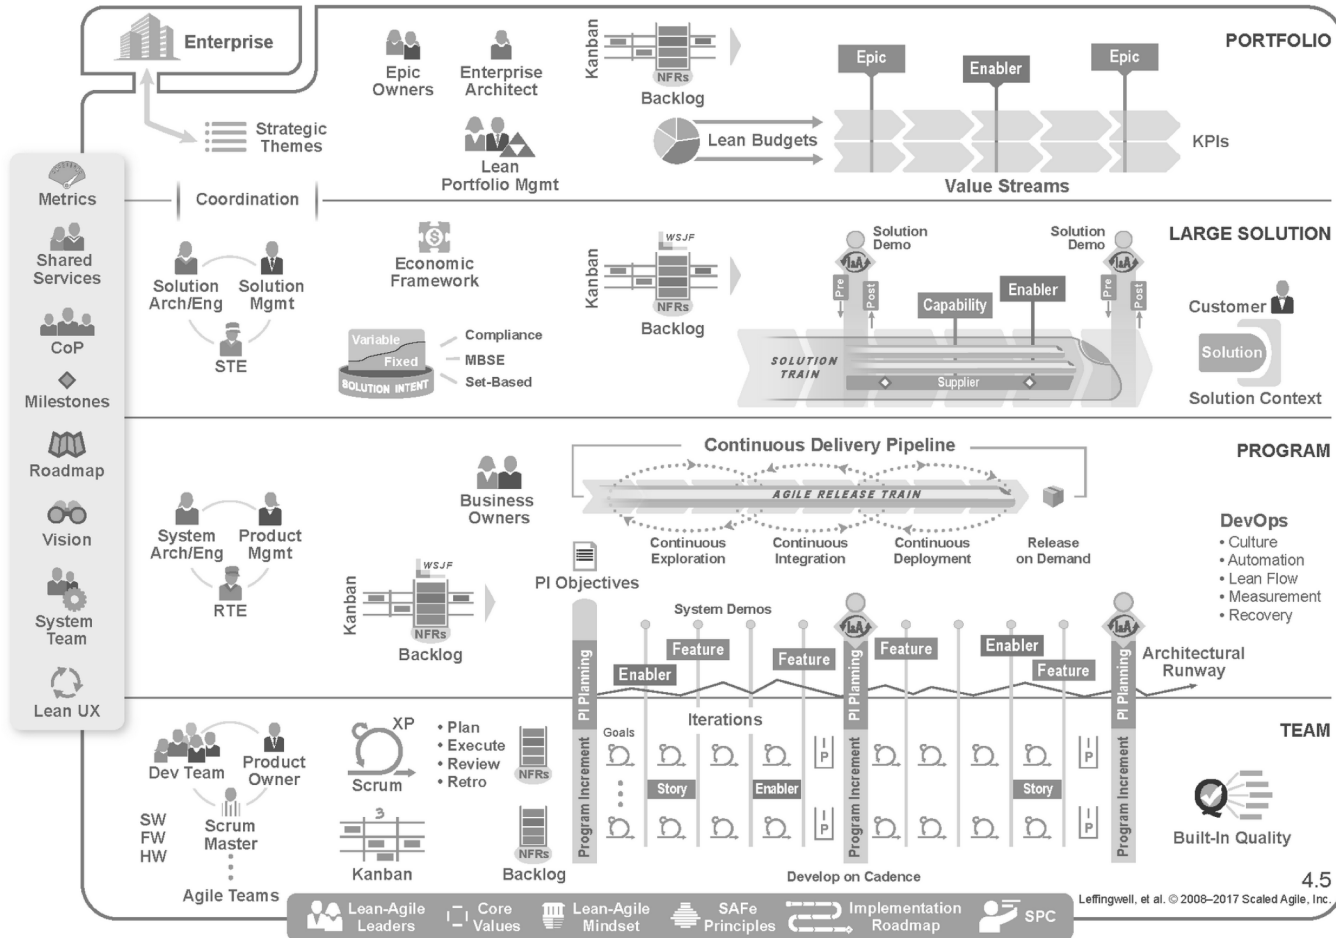 Enterprise
Strategic
Themes
Epic
Owners
Enterprise
Architect
Lean
Portfolio Mgmt
Kanban
NFRs
Backlog
Lean Budgets
Epic
Enabler
Epic
Value Streams
KPIs
PORTFOLIO
Metrics
Shared
Services
CoP
Milestones
Roadmap
Vision
System
Team
Lean UX
Coordination
Solution
Arch/Eng
Solution
Mgmt
STE
Economic
Framework
Variable
Fixed
SOLUTION INTENT
Compliance
MBSE
Set-Based
Kanban
WSJF
NFRs
Backlog
Solution
Demo
I&A
Pre
Post
Capability
Enabler
Solution
Demo
I&A
Pre
Post
SOLUTION
TRAIN
Supplier
LARGE SOLUTION
Customer
Solution
Solution Context
System
Arch/Eng
Product
Mgmt
RTE
Business
Owners
Kanban
WSJF
NFRs
Backlog
Continuous Delivery Pipeline
AGILE RELEASE TRAIN
Continuous
Exploration
Continuous
Integration
Continuous
Deployment
Release
on Demand
PI Objectives
System Demos
I&A
I&A
Enabler
Feature
Feature
Feature
Enabler
Feature
PI Planning
PI Planning
PI Planning
Architectural
Runway
PROGRAM
DevOps
• Culture
• Automation
• Lean Flow
• Measurement
• Recovery
Dev Team
Product
Owner
Scrum
Master
SW
FW
HW
Agile Teams
XP
Scrum
3
Kanban
• Plan
• Execute
• Review
• Retro
NFRs
NFRs
Backlog
Program Increment
Goals
Iterations
Story
Enabler
I
P
I
P
Program Increment
Story
I
P
I
P
Program Increment
Develop on Cadence
TEAM
Built-In Quality
4.5
Leffingwell, et al. © 2008–2017 Scaled Agile, Inc.
Lean-Agile
Leaders
Core
Values
Lean-Agile
Mindset
SAFe
Principles
Implementation
Roadmap
SPC